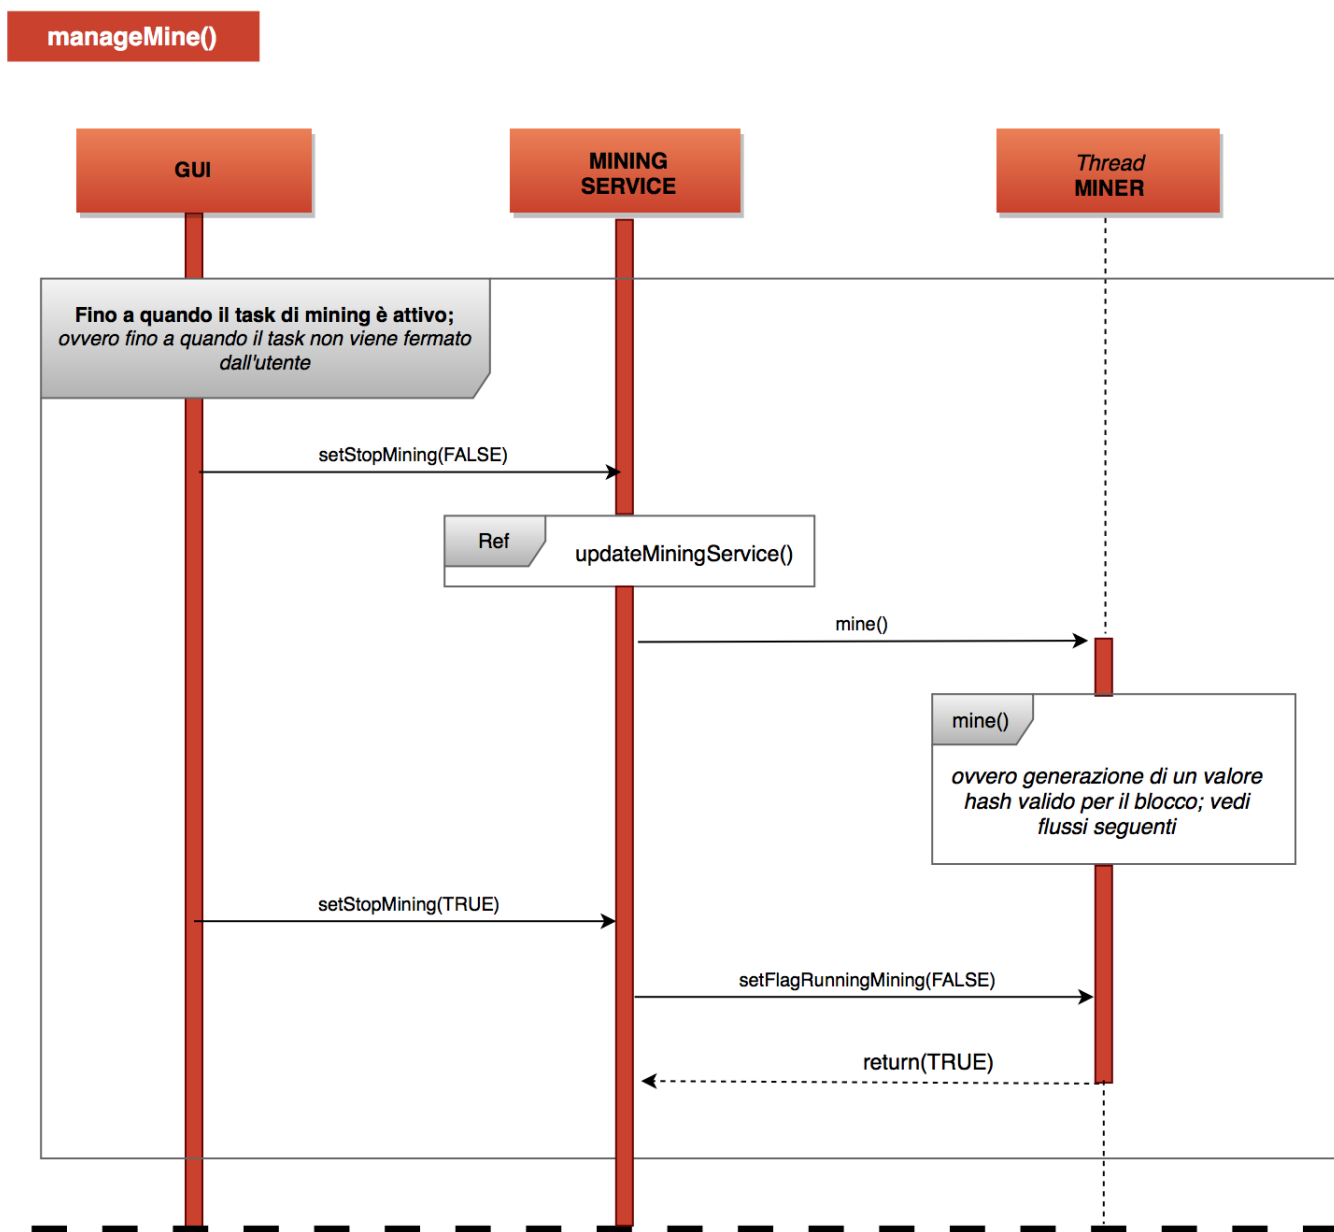 manageMine()
GUI
MINING
SERVICE
Thread
MINER
Fino a quando il task di mining è attivo;
ovvero fino a quando il task non viene fermato
dall'utente
setStopMining(FALSE)
Ref
updateMiningService()
mine()
mine()
ovvero generazione di un valore
hash valido per il blocco; vedi
flussi seguenti
setStopMining(TRUE)
setFlagRunningMining(FALSE)
return(TRUE)